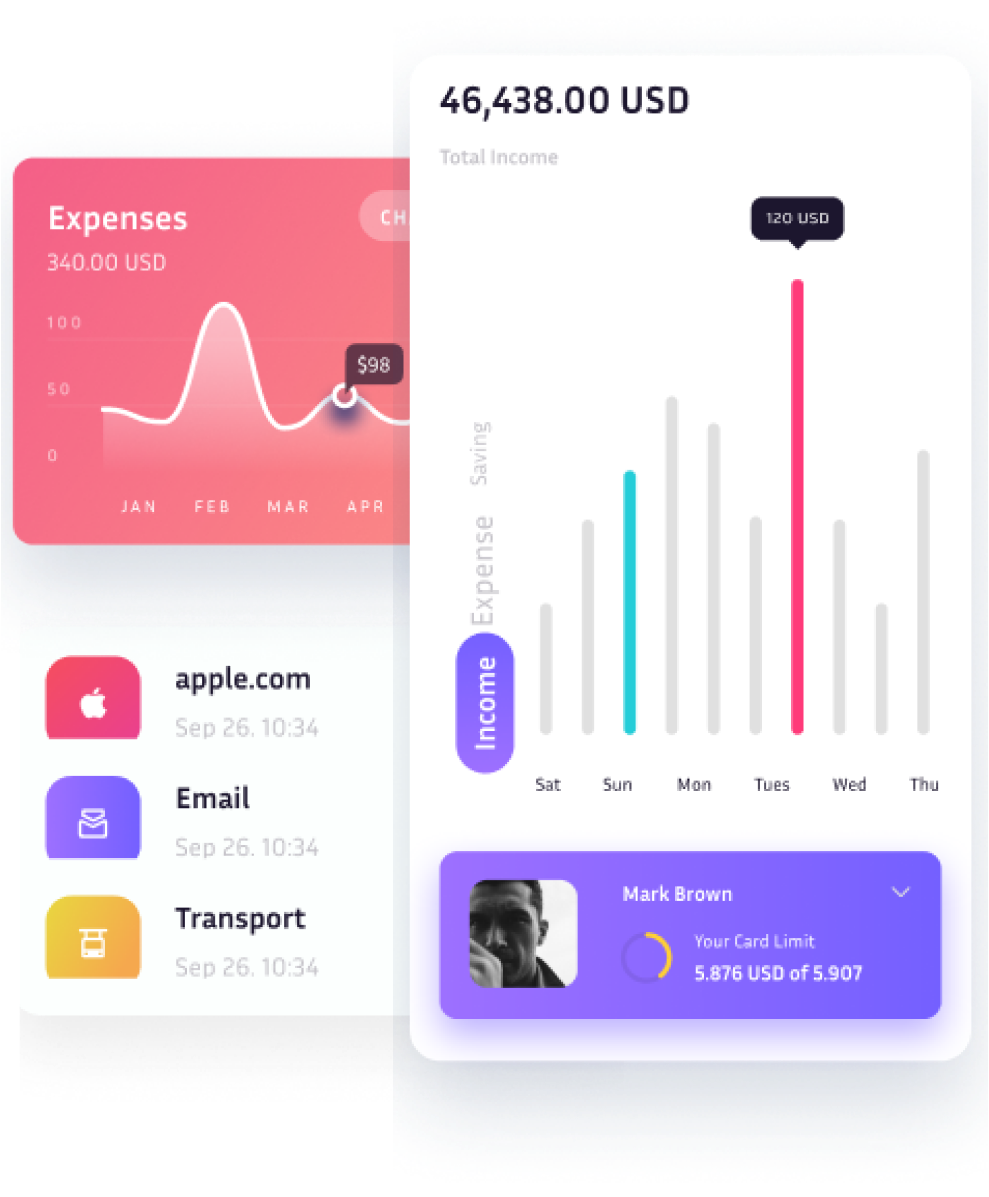 46,438.00 USD
Total Income
120 USD
Saving
Expense
Income
Sat Sun Mon Tues Wed Thu
Mark Brown
Your Card Limit
5.876 USD of 5.907
Expenses
340.00 USD
100
50
0
$98
JAN FEB MAR APR
apple.com
Sep 26. 10:34
Email
Sep 26. 10:34
Transport
Sep 26. 10:34